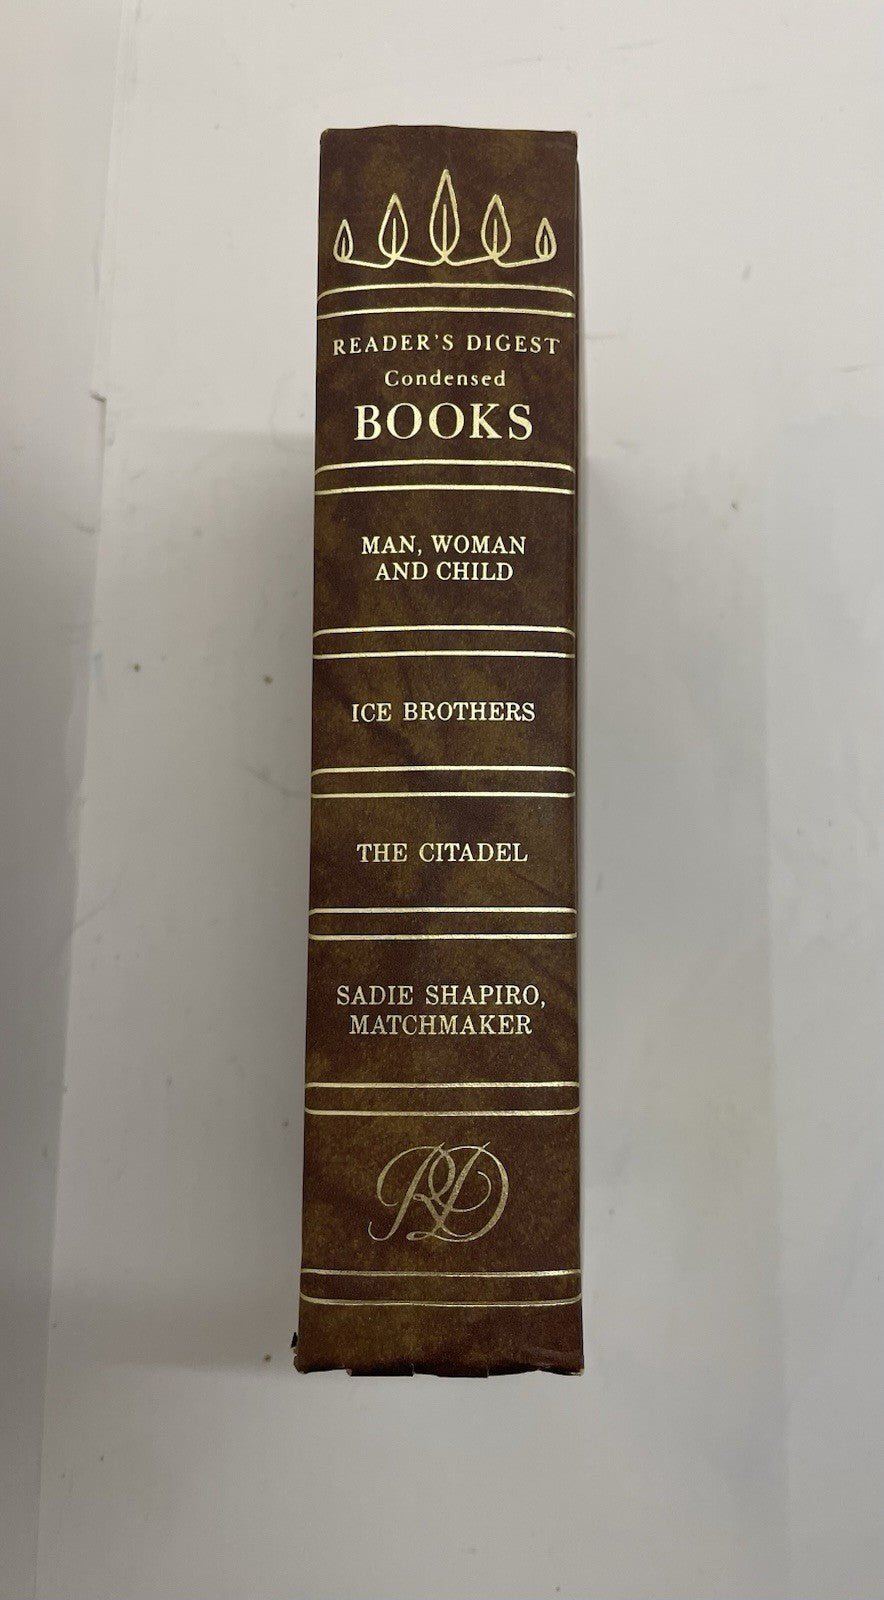 READER'S DIGEST
Condensed
BOOKS
MAN, WOMAN
AND CHILD
ICE BROTHERS
THE CITADEL
SADIE SHAPIRO,
MATCHMAKER
RD